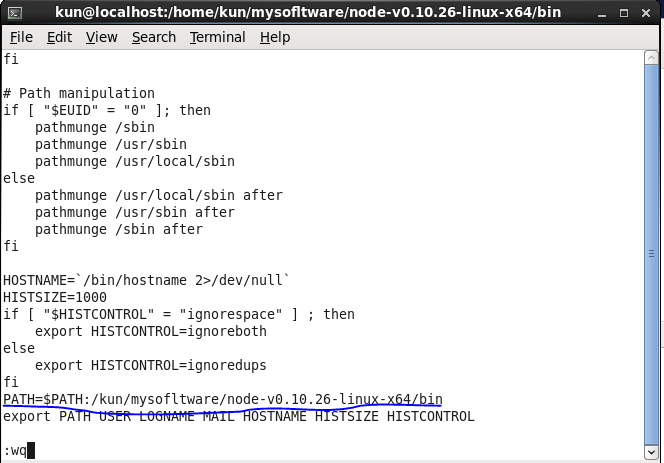 kun@localhost:/home/kun/mysofltware/node-v0.10.26-linux-x64/bin
File Edit View Search Terminal Help
fi
# Path manipulation
if [ "$EUID" = "0" ]; then
    pathmunge /sbin
    pathmunge /usr/sbin
    pathmunge /usr/local/sbin
else
    pathmunge /usr/local/sbin after
    pathmunge /usr/sbin after
    pathmunge /sbin after
fi
HOSTNAME=`/bin/hostname 2>/dev/null`
HISTSIZE=1000
if [ "$HISTCONTROL" = "ignorespace" ] ; then
    export HISTCONTROL=ignoreboth
else
    export HISTCONTROL=ignoredups
fi
PATH=$PATH:/kun/mysofltware/node-v0.10.26-linux-x64/bin
export PATH USER LOGNAME MAIL HOSTNAME HISTSIZE HISTCONTROL
:wq